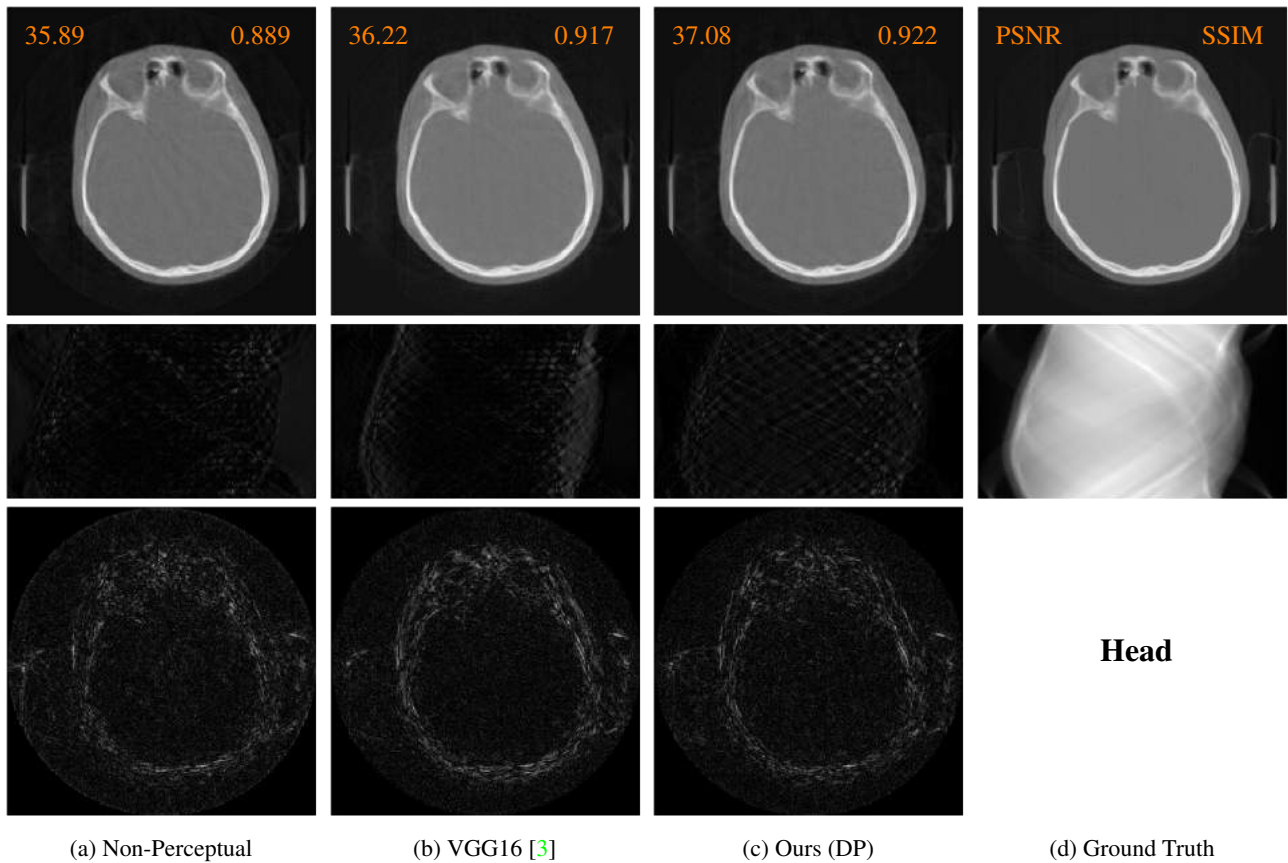 35.89 0.889 36.22 0.917 37.08 0.922 PSNR SSIM
Head
(a) Non-Perceptual (b) VGG16 [3] (c) Ours (DP) (d) Ground Truth